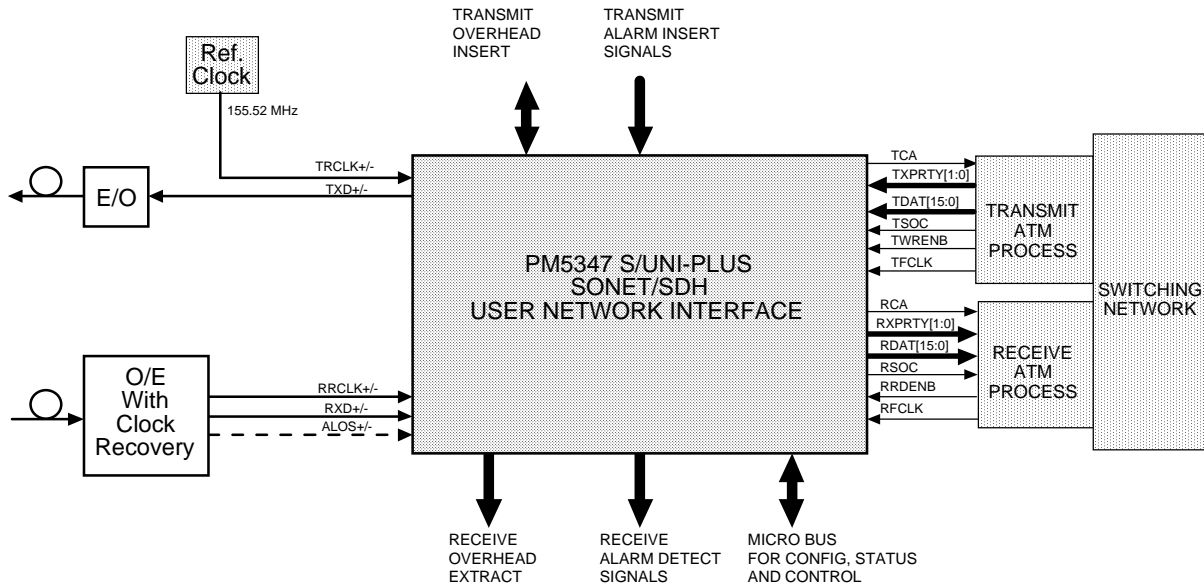 TRANSMIT
OVERHEAD
INSERT
TRANSMIT
ALARM INSERT
SIGNALS
Ref.
Clock
155.52 MHz
TRCLK+/-
TXD+/-
E/O
PM5347 S/UNI-PLUS
SONET/SDH
USER NETWORK INTERFACE
TCA
TXPRTY[1:0]
TDAT[15:0]
TSOC
TWRENB
TFCLK
TRANSMIT
ATM
PROCESS
RCA
RXPRTY[1:0]
RDAT[15:0]
RSOC
RRDENB
RFCLK
RECEIVE
ATM
PROCESS
SWITCHING
NETWORK
O/E
With
Clock
Recovery
RRCLK+/-
RXD+/-
ALOS+/-
RECEIVE
OVERHEAD
EXTRACT
RECEIVE
ALARM DETECT
SIGNALS
MICRO BUS
FOR CONFIG, STATUS
AND CONTROL